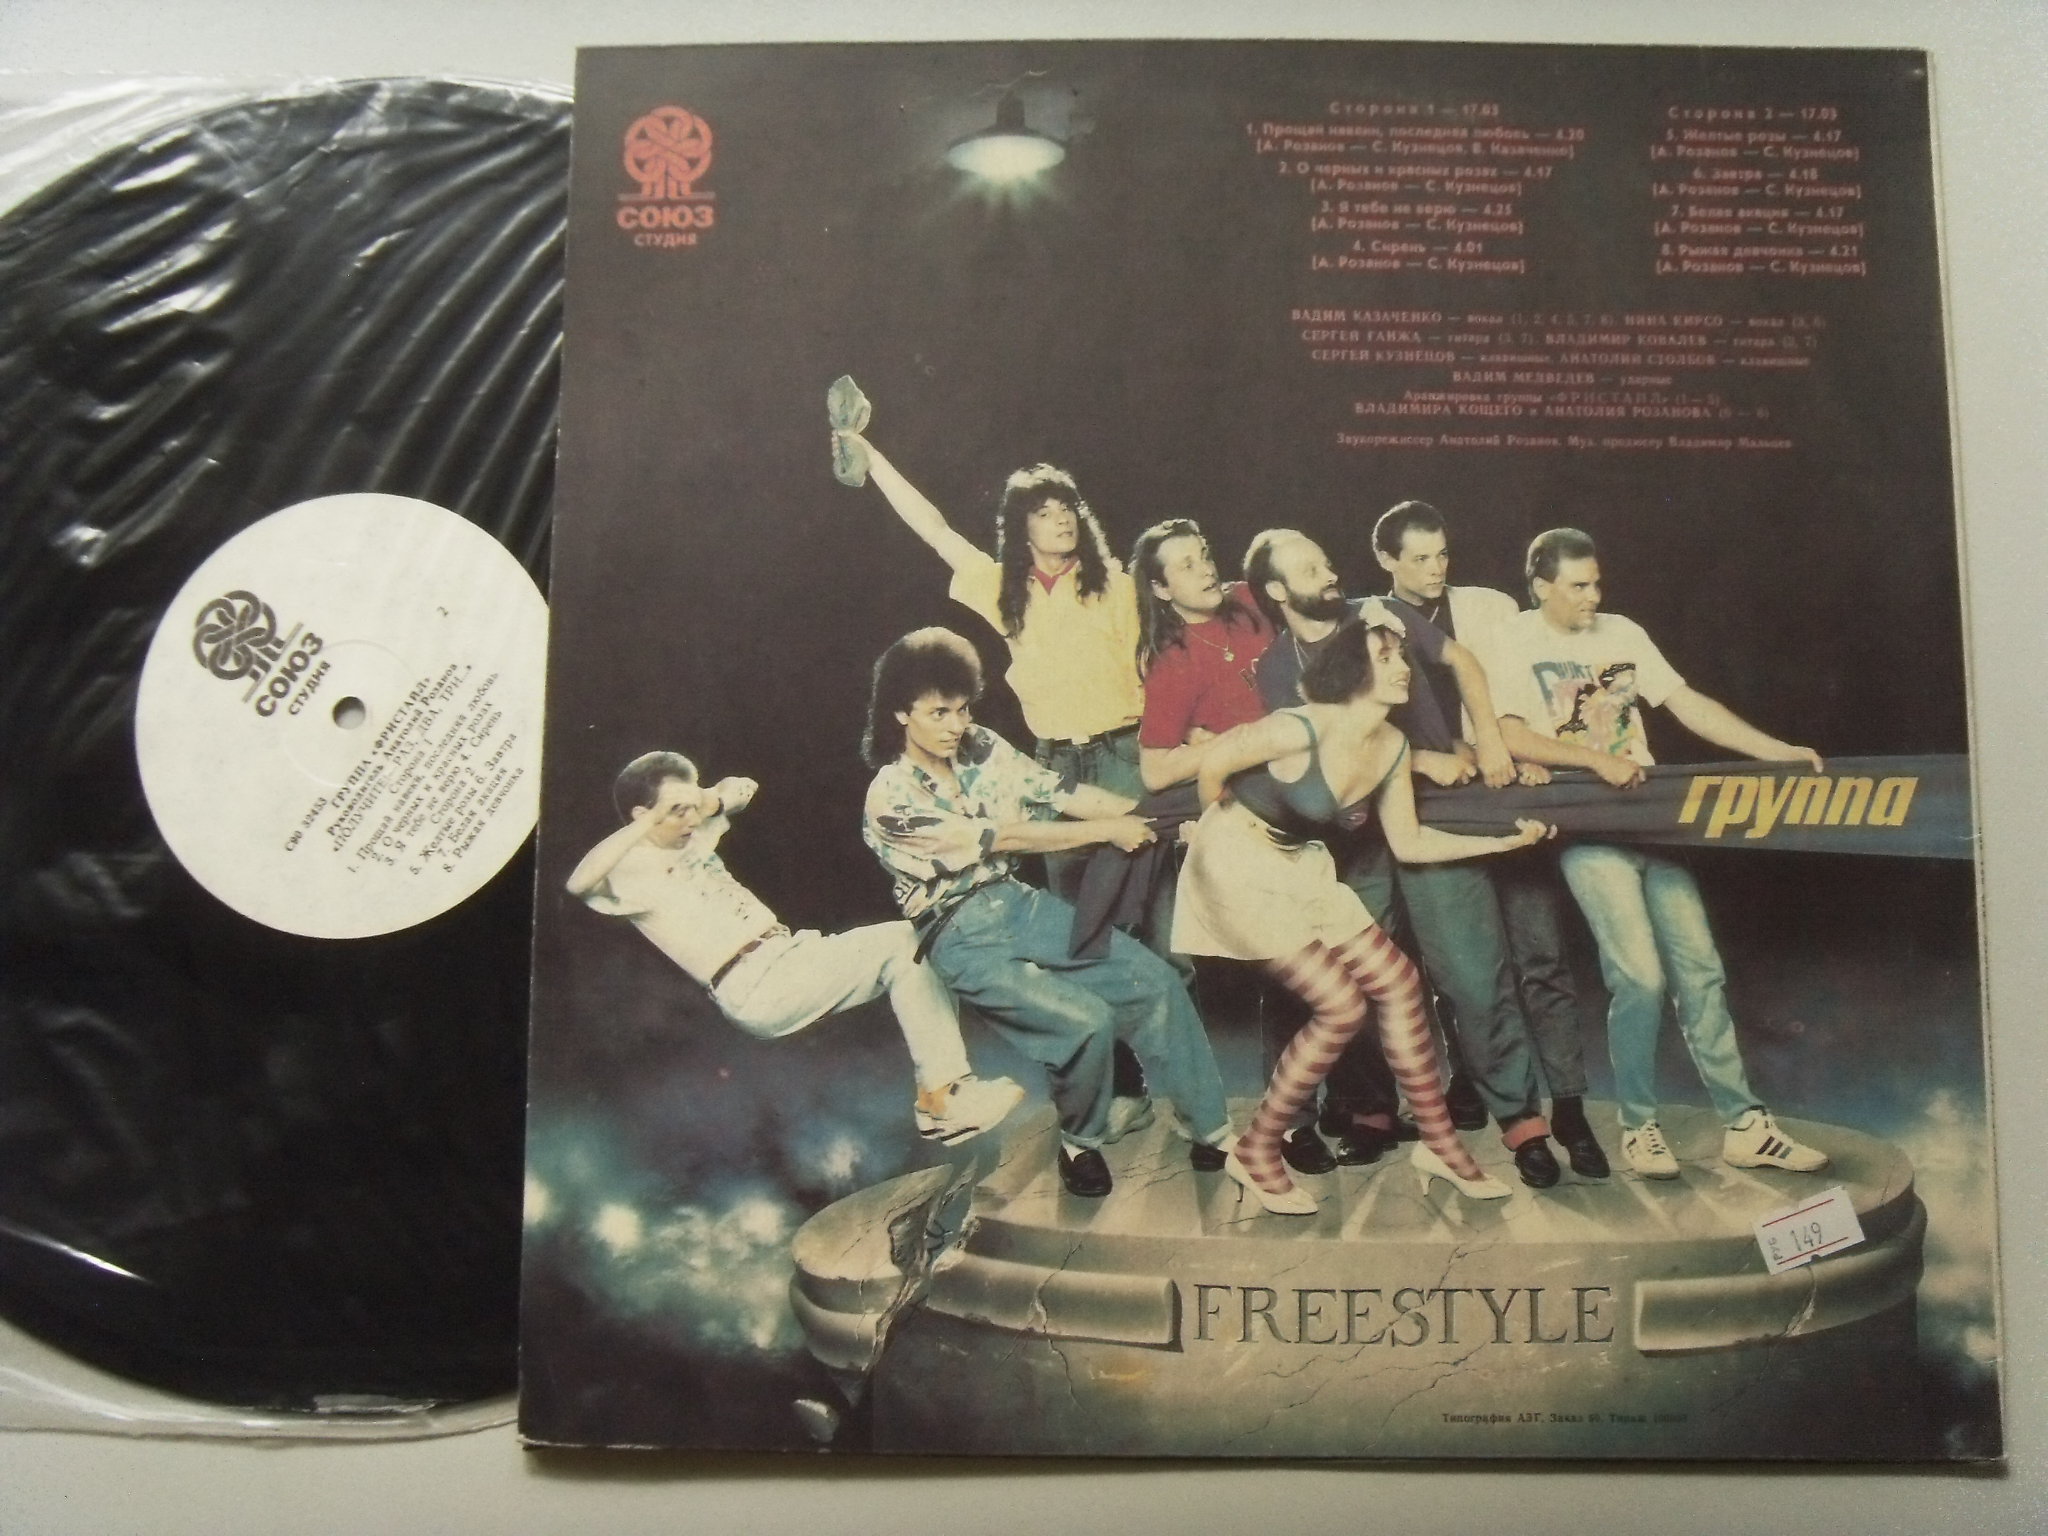 СОЮЗ
СТУДИЯ
Сторона 1 — 17.03
1. Прощай навеки, последняя любовь — 4.20
(А. Розанов — С. Кузнецов, В. Казаченко)
2. О черных и красных розах — 4.17
(А. Розанов — С. Кузнецов)
3. Я тебе не верю — 4.25
(А. Розанов — С. Кузнецов)
4. Сирень — 4.01
(А. Розанов — С. Кузнецов)
Сторона 2 — 17.03
5. Желтые розы — 4.17
(А. Розанов — С. Кузнецов)
6. Завтра — 4.18
(А. Розанов — С. Кузнецов)
7. Белая акация — 4.17
(А. Розанов — С. Кузнецов)
8. Рыжая девчонка — 4.21
(А. Розанов — С. Кузнецов)
ВАДИМ КАЗАЧЕНКО — вокал НИНА КИРСО — вокал
СЕРГЕЙ ГАНЖА — гитара (3, 7), ВЛАДИМИР КОВАЛЕВ — гитара (2, 7)
СЕРГЕЙ КУЗНЕЦОВ — клавишные, АНАТОЛИЙ СТОЛБОВ — клавишные
ВАДИМ МЕДВЕДЕВ — ударные
Аранжировка группы «ФРИСТАЙЛ» (1 — 5)
ВЛАДИМИРА КОЩЕГО и АНАТОЛИЯ РОЗАНОВА (6 — 8)
Звукорежиссер Анатолий Розанов. Муз. продюсер Владимир Мальцев
группа
FREESTYLE
РУБ 149
Типография АЗГ. Заказ Тираж
СОЮЗ
СТУДИЯ
2
С90 32453
ГРУППА «ФРИСТАЙЛ»
Руководитель Анатолий Розанов
«ПОЛУЧИТЕ!—РАЗ, ДВА, ТРИ...»
Сторона 1
1. Прощай навеки, последняя любовь
2. О черных и красных розах
3. Я тебе не верю 4. Сирень
Сторона 2
5. Желтые розы 6. Завтра
7. Белая акация
8. Рыжая девчонка